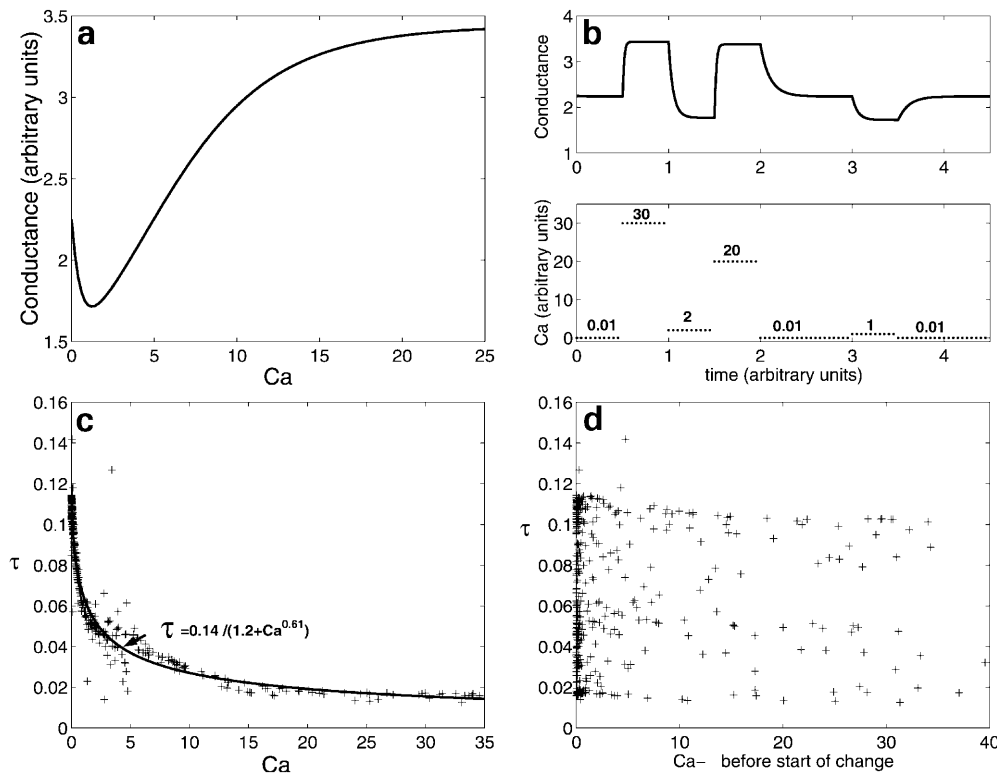 a
Conductance (arbitrary units)
3.5
3
2.5
2
1.5
0 5 10 15 20 25
Ca
b
Conductance
4
3
2
1
0 1 2 3 4
Ca (arbitrary units)
30
20
10
0
0.01
30
2
20
0.01
1
0.01
0 1 2 3 4
time (arbitrary units)
c
τ
0.16
0.14
0.12
0.10
0.08
0.06
0.04
0.02
0
τ =0.14 /(1.2+Ca^0.61)
0 5 10 15 20 25 30 35
Ca
d
τ
0.16
0.14
0.12
0.1
0.08
0.06
0.04
0.02
0
0 10 20 30 40
Ca− before start of change